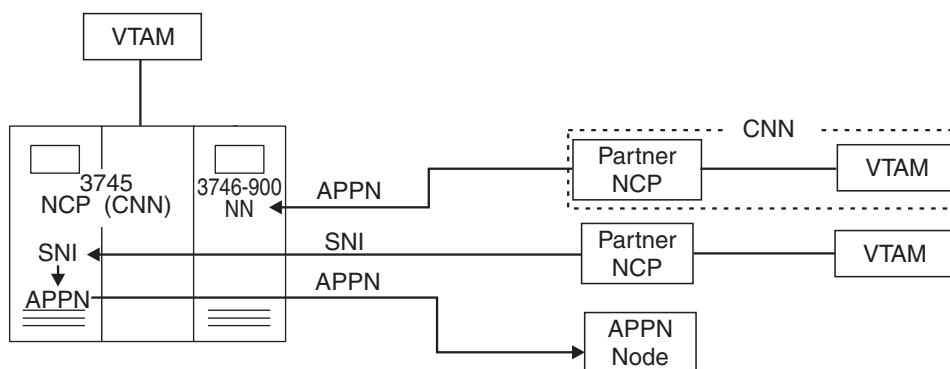 VTAM
CNN
3745
NCP (CNN)
3746-900
NN
APPN
Partner
NCP
VTAM
SNI
SNI
Partner
NCP
VTAM
APPN
APPN
APPN
Node